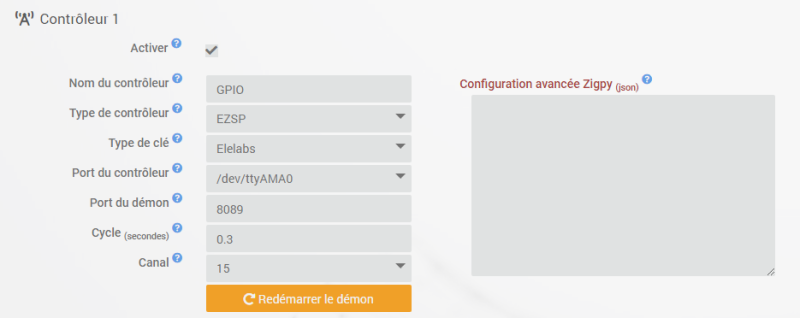 Contrôleur 1
Activer ?
Nom du contrôleur ? GPIO
Type de contrôleur ? EZSP
Type de clé ? Elelabs
Port du contrôleur ? /dev/ttyAMA0
Port du démon ? 8089
Cycle (secondes) ? 0.3
Canal ? 15
Redémarrer le démon
Configuration avancée Zigpy (json) ?